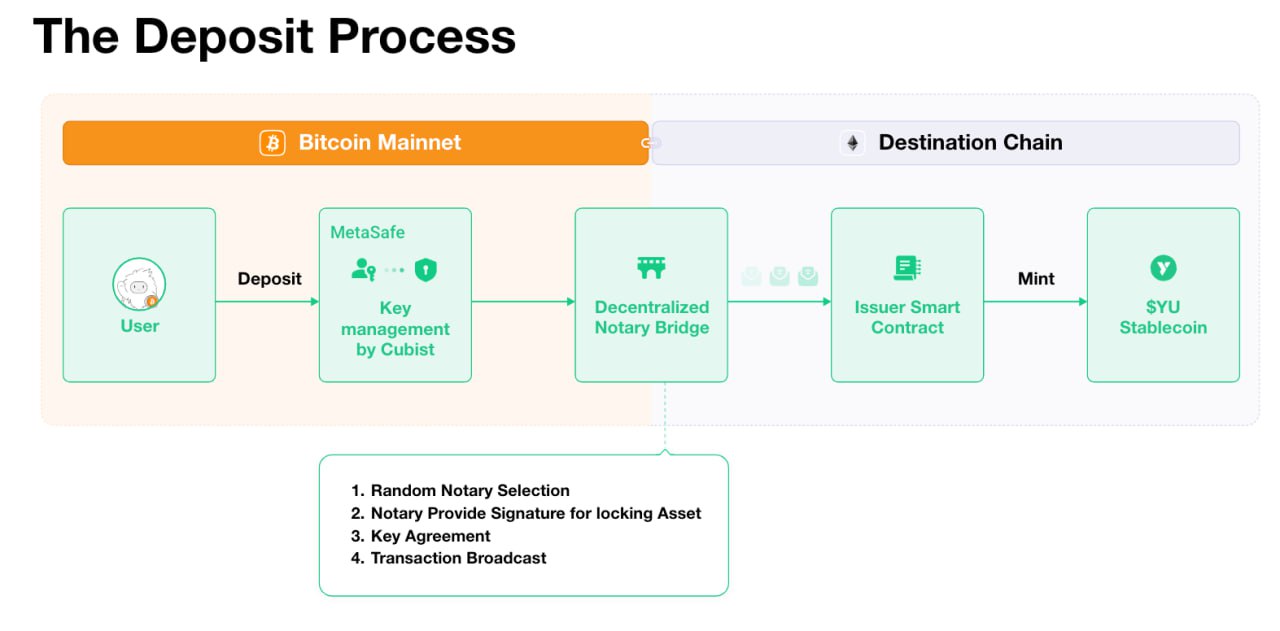 The Deposit Process
Bitcoin Mainnet
Destination Chain
User
Deposit
MetaSafe
Key
management
by Cubist
Decentralized
Notary Bridge
Issuer Smart
Contract
Mint
$YU
Stablecoin
1. Random Notary Selection
2. Notary Provide Signature for locking Asset
3. Key Agreement
4. Transaction Broadcast